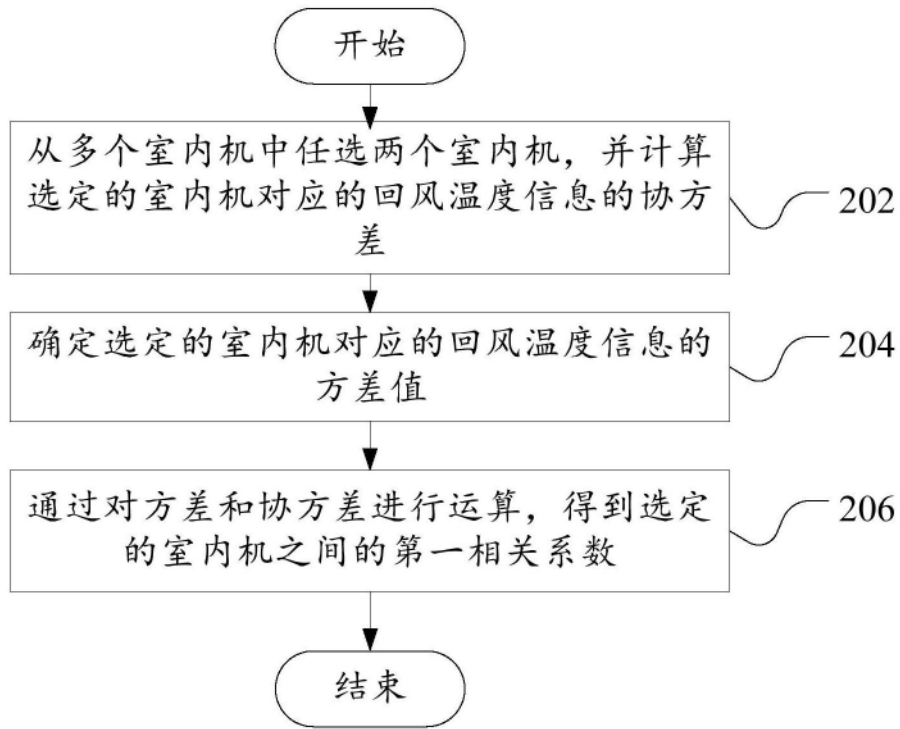 开始
从多个室内机中任选两个室内机，并计算
选定的室内机对应的回风温度信息的协方
差
202
确定选定的室内机对应的回风温度信息的
方差值
204
通过对方差和协方差进行运算，得到选定
的室内机之间的第一相关系数
206
结束